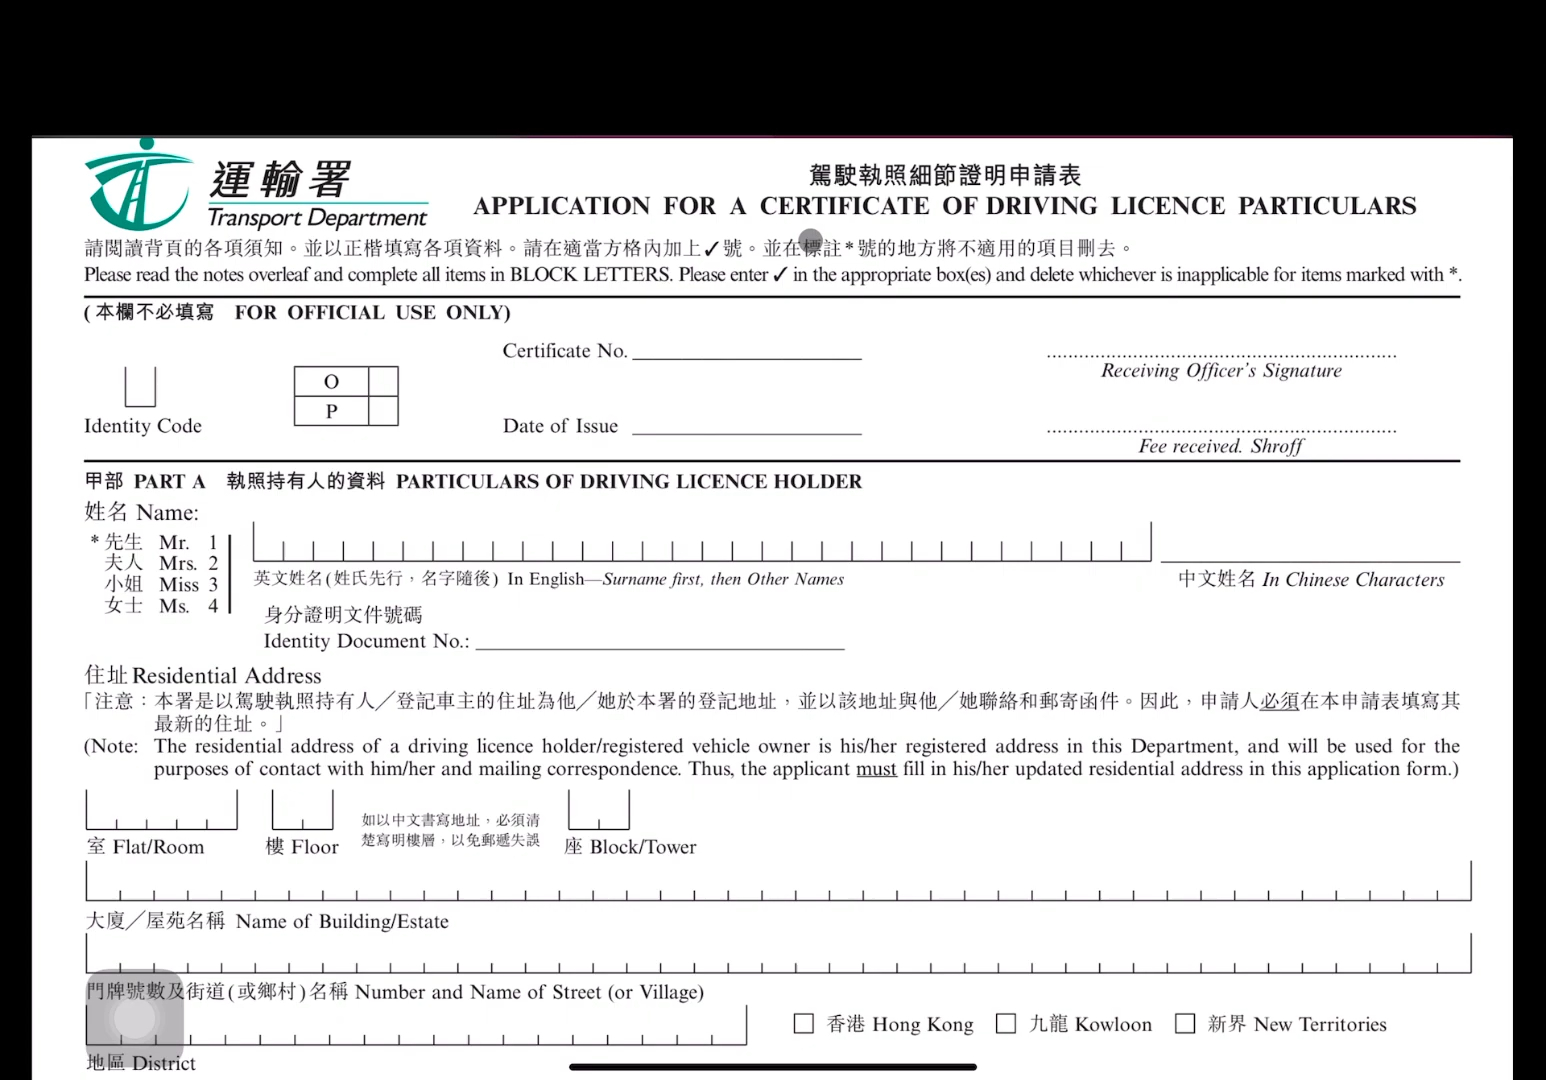 運輸署
Transport Department
駕駛執照細節證明申請表
APPLICATION FOR A CERTIFICATE OF DRIVING LICENCE PARTICULARS
請閱讀背頁的各項須知。並以正楷填寫各項資料。請在適當方格內加上✓號。並在標註*號的地方將不適用的項目刪去。
Please read the notes overleaf and complete all items in BLOCK LETTERS. Please enter ✓ in the appropriate box(es) and delete whichever is inapplicable for items marked with *.
(本欄不必填寫 FOR OFFICIAL USE ONLY)
Certificate No.
Receiving Officer's Signature
O
P
Identity Code
Date of Issue
Fee received. Shroff
甲部 PART A 執照持有人的資料 PARTICULARS OF DRIVING LICENCE HOLDER
姓名 Name:
*先生 Mr. 1
夫人 Mrs. 2
小姐 Miss 3
女士 Ms. 4
英文姓名(姓氏先行,名字隨後) In English—Surname first, then Other Names
中文姓名 In Chinese Characters
身分證明文件號碼
Identity Document No.:
住址 Residential Address
「注意:本署是以駕駛執照持有人/登記車主的住址為他/她於本署的登記地址,並以該地址與他/她聯絡和郵寄函件。因此,申請人必須在本申請表填寫其
最新的住址。」
(Note: The residential address of a driving licence holder/registered vehicle owner is his/her registered address in this Department, and will be used for the
purposes of contact with him/her and mailing correspondence. Thus, the applicant must fill in his/her updated residential address in this application form.)
室 Flat/Room
樓 Floor
如以中文書寫地址,必須清
楚寫明樓層,以免郵遞失誤
座 Block/Tower
大廈/屋苑名稱 Name of Building/Estate
門牌號數及街道(或鄉村)名稱 Number and Name of Street (or Village)
香港 Hong Kong 九龍 Kowloon 新界 New Territories
地區 District